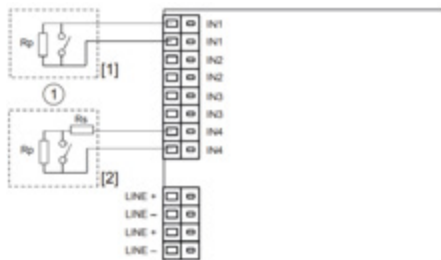 Rp
[1]
1
Rs
Rp
[2]
IN1
IN1
IN2
IN2
IN3
IN3
IN4
IN4
LINE +
LINE –
LINE +
LINE –